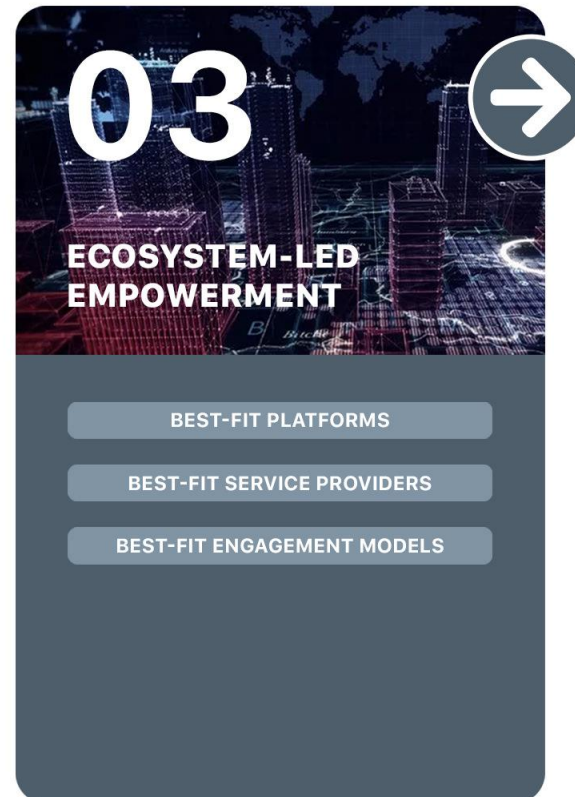 03
ECOSYSTEM-LED
EMPOWERMENT
BEST-FIT PLATFORMS
BEST-FIT SERVICE PROVIDERS
BEST-FIT ENGAGEMENT MODELS